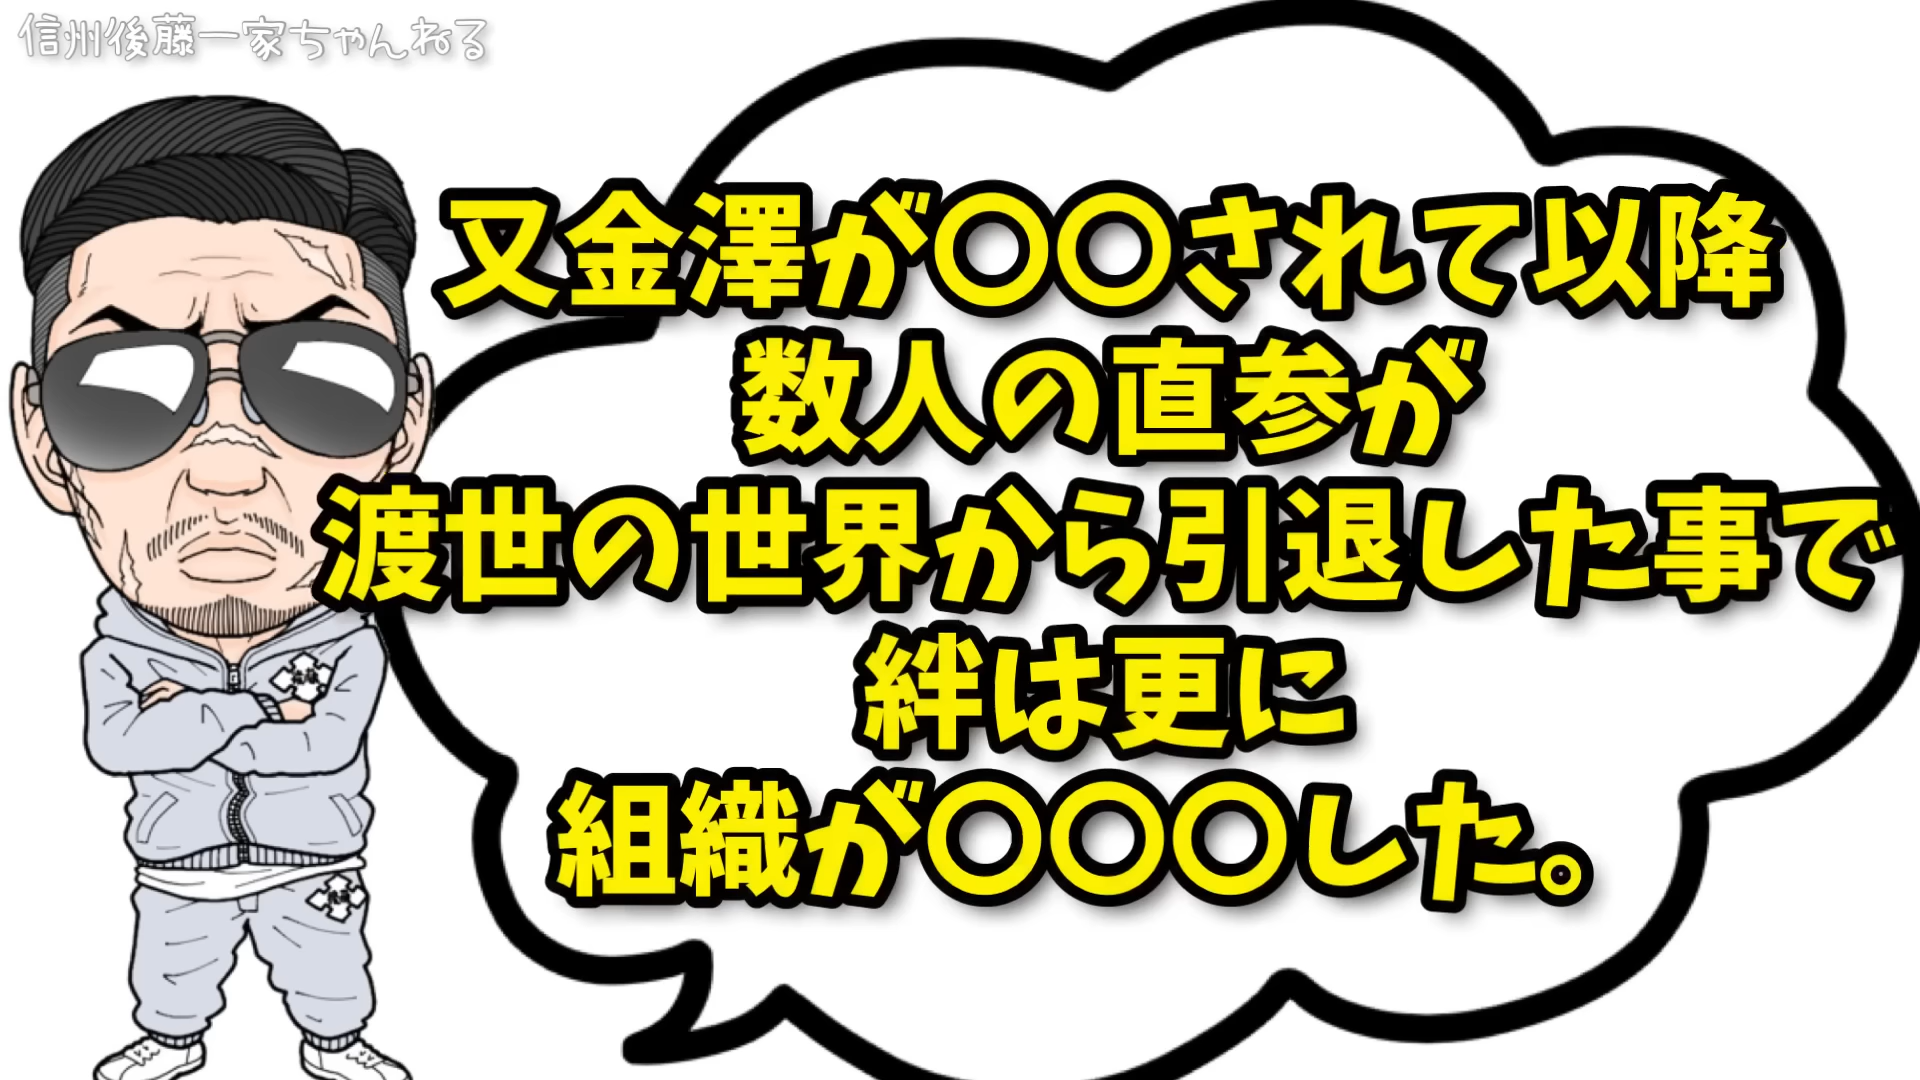 信州後藤一家ちゃんねる
又金澤が〇〇されて以降
数人の直参が
渡世の世界から引退した事で
絆は更に
組織が〇〇〇した。